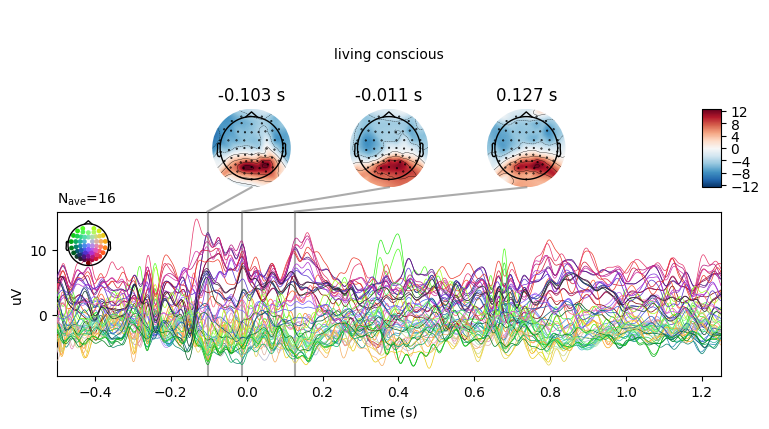 living conscious
-0.103 s -0.011 s 0.127 s
12
8
4
0
−4
−8
−12
Nave=16
10
0
uV
−0.4 −0.2 0.0 0.2 0.4 0.6 0.8 1.0 1.2
Time (s)